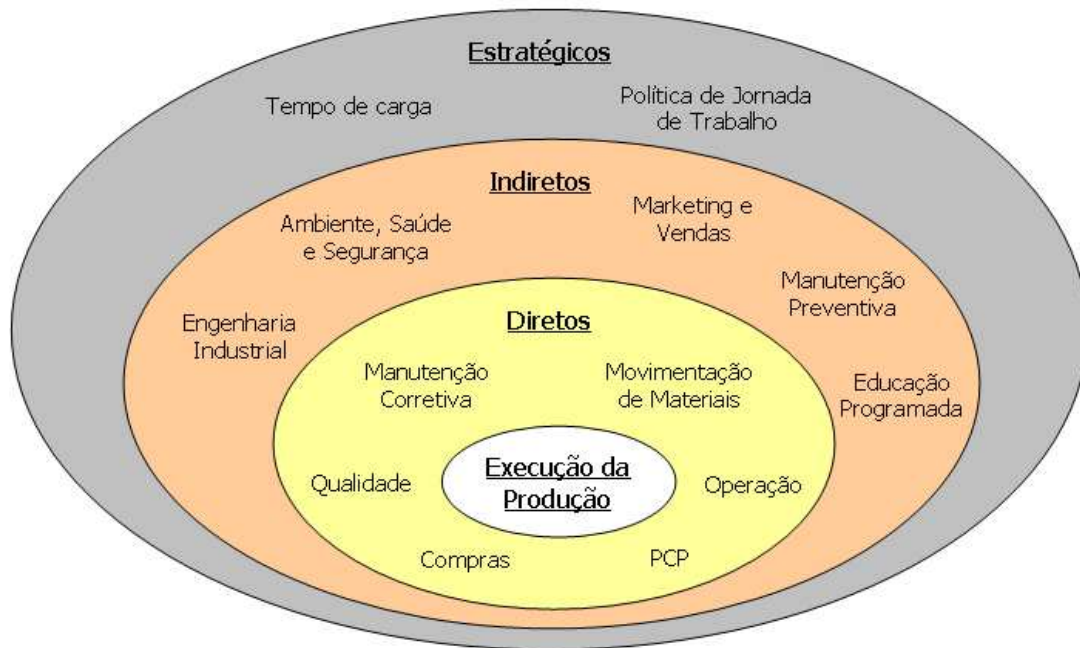 Estratégicos
Tempo de carga
Política de Jornada
de Trabalho
Indiretos
Ambiente, Saúde
e Segurança
Marketing e
Vendas
Manutenção
Preventiva
Engenharia
Industrial
Educação
Programada
Diretos
Manutenção
Corretiva
Movimentação
de Materiais
Qualidade
Execução da
Produção
Operação
Compras
PCP